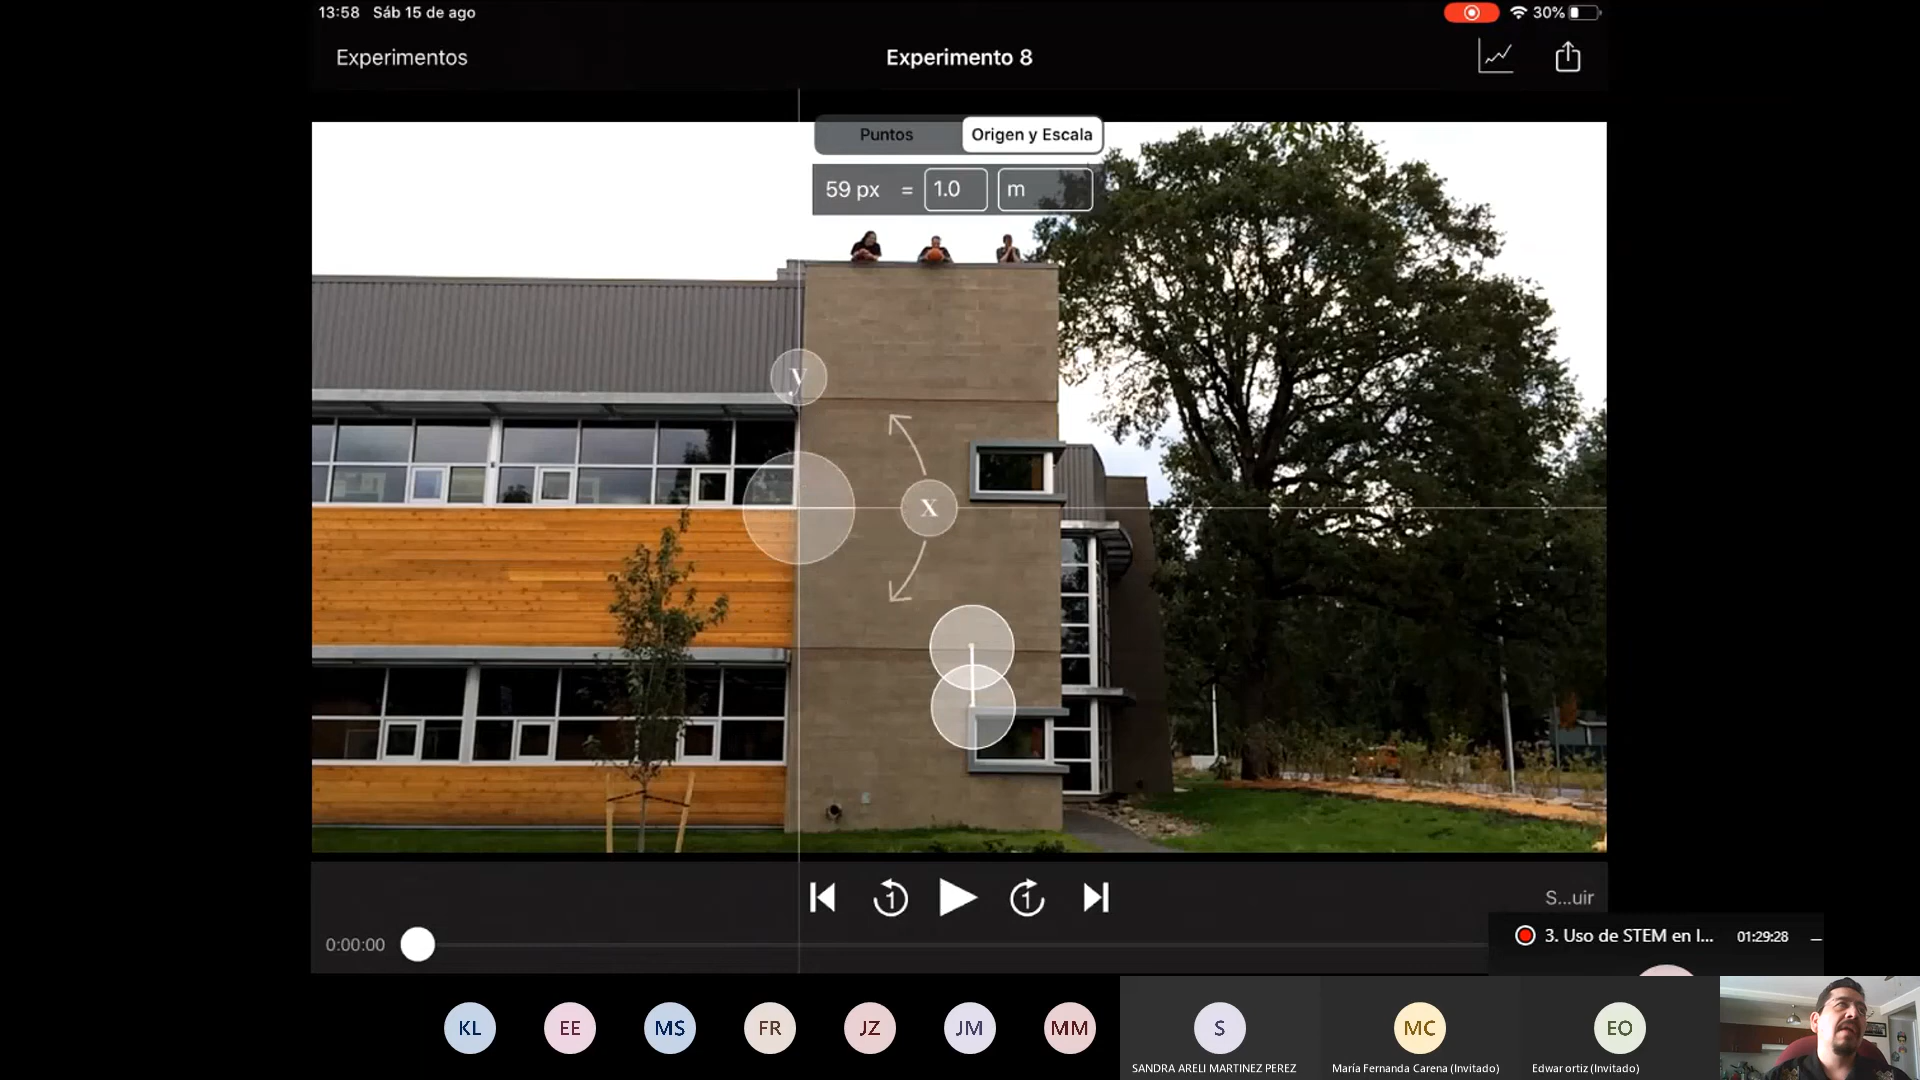 13:58 Sáb 15 de ago
30%
Experimentos
Experimento 8
Puntos
Origen y Escala
59 px = 1.0 m
y
x
1
1
S...uir
0:00:00
3. Uso de STEM en l...
01:29:28
KL
EE
MS
FR
JZ
JM
MM
S
MC
EO
SANDRA ARELI MARTINEZ PEREZ
María Fernanda Carena (Invitado)
Edwar ortiz (Invitado)